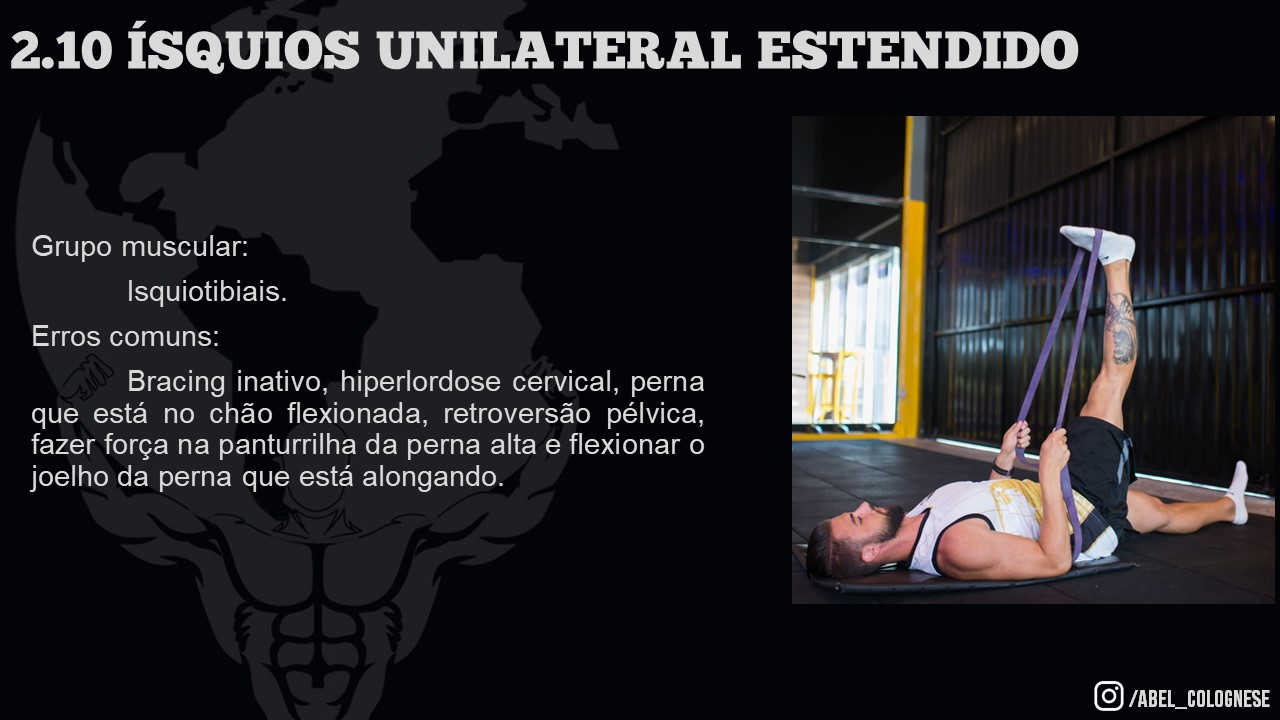 2.10 ÍSQUIOS UNILATERAL ESTENDIDO
Grupo muscular:
Isquiotibiais.
Erros comuns:
Bracing inativo, hiperlordose cervical, perna
que está no chão flexionada, retroversão pélvica,
fazer força na panturrilha da perna alta e flexionar o
joelho da perna que está alongando.
/ABEL_COLOGNESE